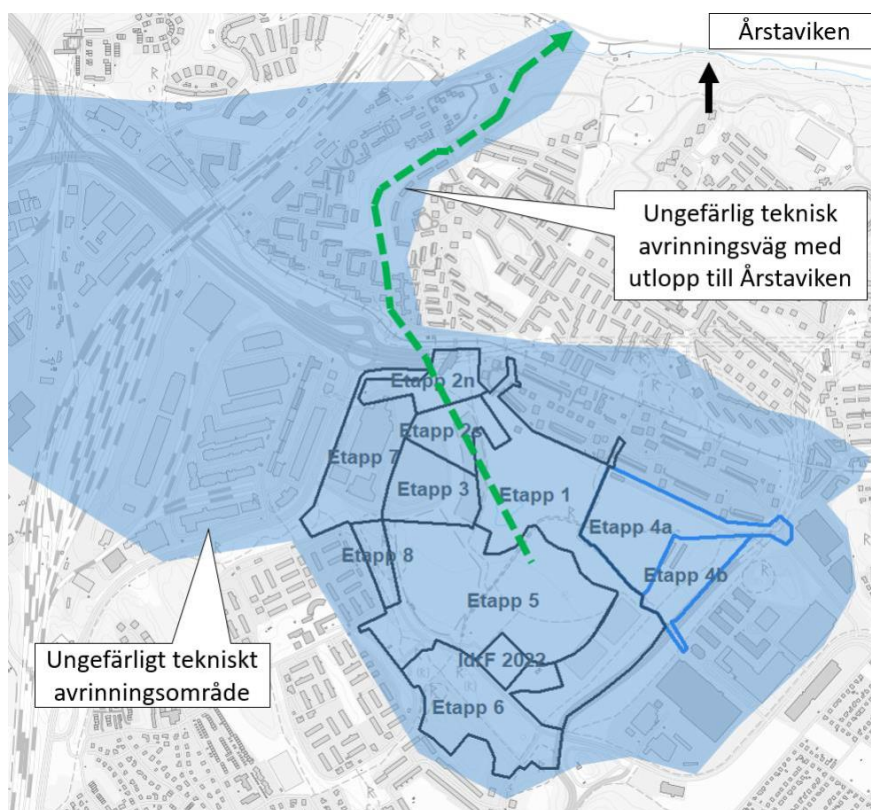 Årstaviken
Ungefärlig teknisk
avrinningsväg med
utlopp till Årstaviken
Etapp 2n
Etapp 2s
Etapp 7
Etapp 3
Etapp 1
Etapp 4a
Etapp 8
Etapp 4b
Etapp 5
IdrF 2022
Ungefärligt tekniskt
avrinningsområde
Etapp 6